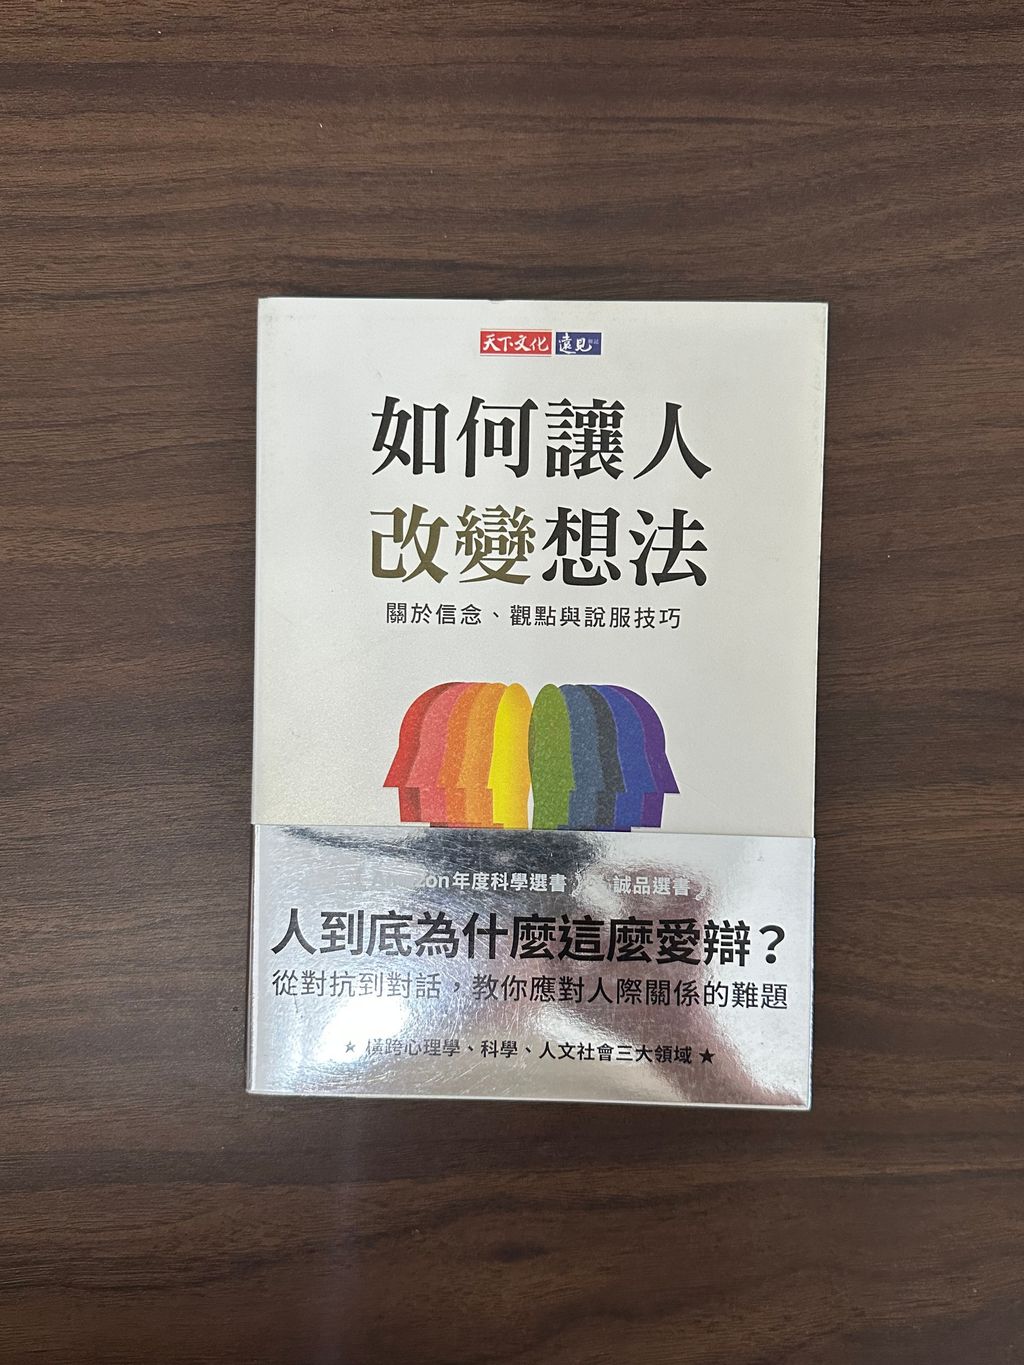 天下文化 遠見
如何讓人
改變想法
關於信念、觀點與說服技巧
zon年度科學選書 誠品選書
人到底為什麼這麼愛辯？
從對抗到對話，教你應對人際關係的難題
★ 橫跨心理學、科學、人文社會三大領域 ★